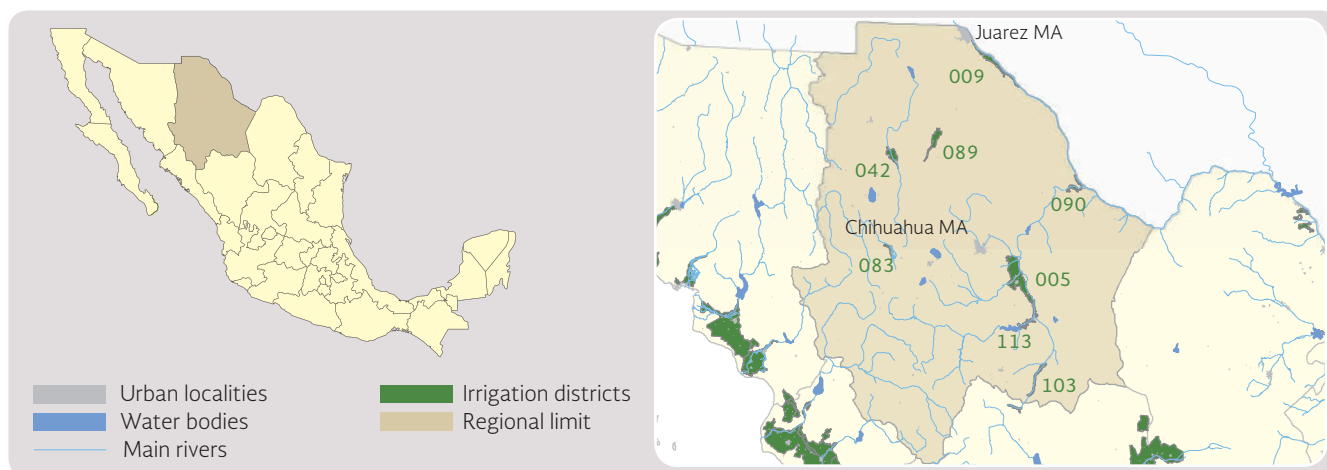 Juarez MA
009
089
042
090
Chihuahua MA
083
005
113
103
Urban localities
Water bodies
Main rivers
Irrigation districts
Regional limit